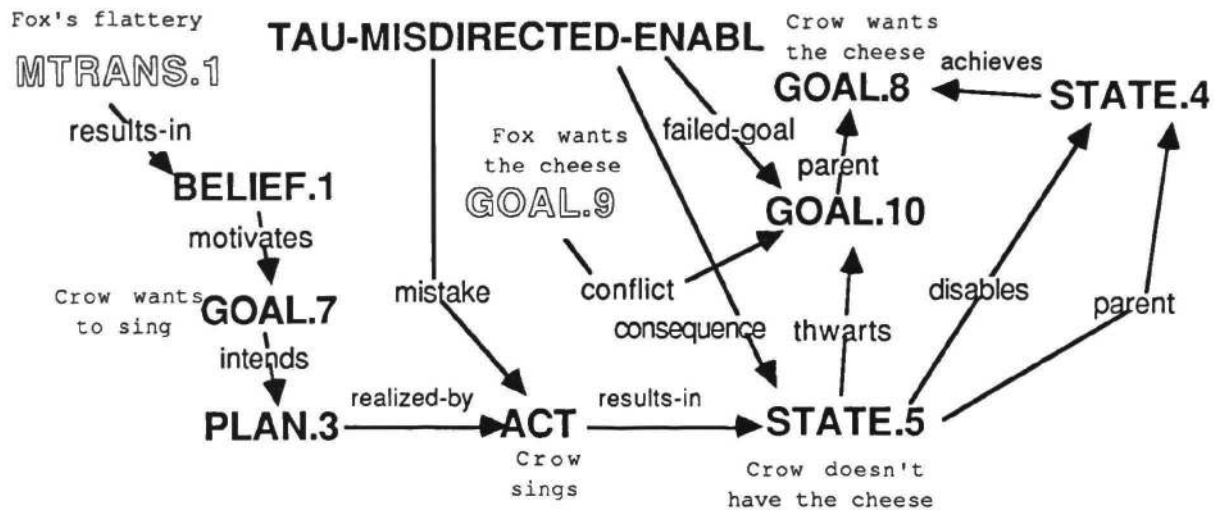 Fox's flattery
MTRANS.1
results-in
BELIEF.1
motivates
Crow wants
to sing
GOAL.7
intends
PLAN.3
realized-by
TAU-MISDIRECTED-ENABL
mistake
ACT
Crow
sings
results-in
Fox wants
the cheese
GOAL.9
conflict
consequence
failed-goal
Crow wants
the cheese
GOAL.8
achieves
STATE.4
parent
GOAL.10
thwarts
disables
parent
STATE.5
Crow doesn't
have the cheese